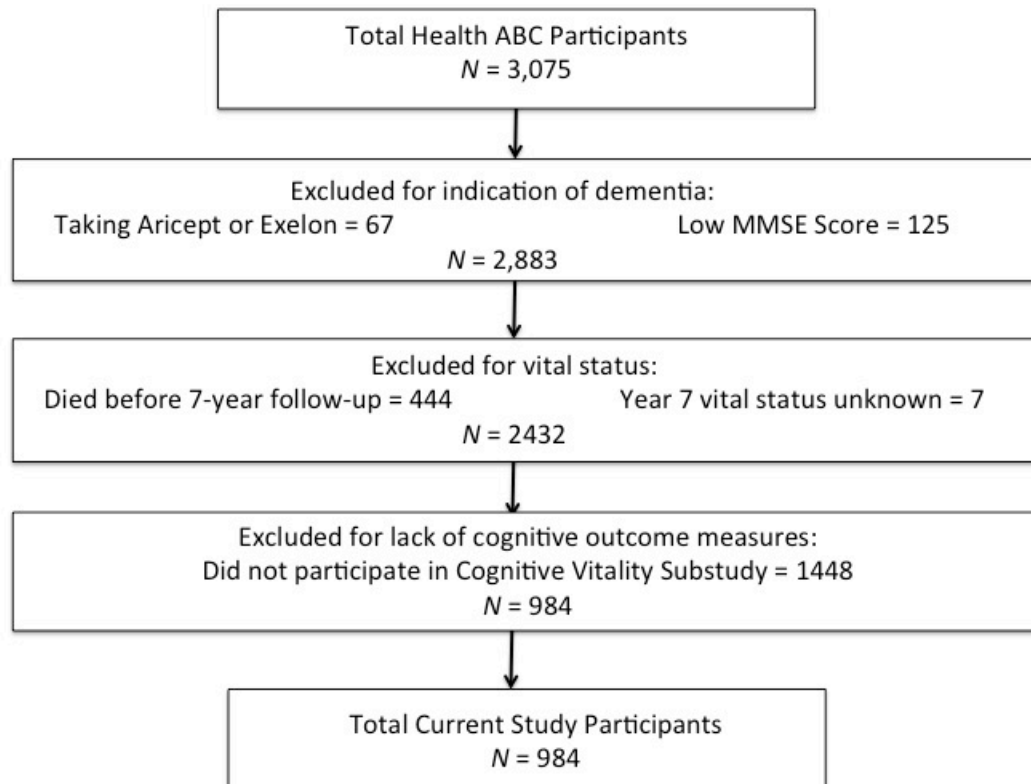 Total Health ABC Participants
N = 3,075
Excluded for indication of dementia:
Taking Aricept or Exelon = 67 Low MMSE Score = 125
N = 2,883
Excluded for vital status:
Died before 7-year follow-up = 444 Year 7 vital status unknown = 7
N = 2432
Excluded for lack of cognitive outcome measures:
Did not participate in Cognitive Vitality Substudy = 1448
N = 984
Total Current Study Participants
N = 984